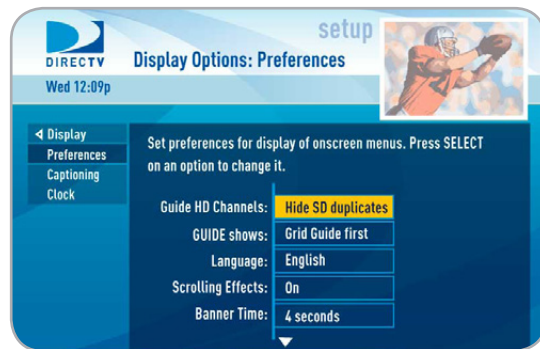 setup
DIRECTV
Display Options: Preferences
Wed 12:09p
Display
Preferences
Captioning
Clock
Set preferences for display of onscreen menus. Press SELECT
on an option to change it.
Guide HD Channels: Hide SD duplicates
GUIDE shows: Grid Guide first
Language: English
Scrolling Effects: On
Banner Time: 4 seconds